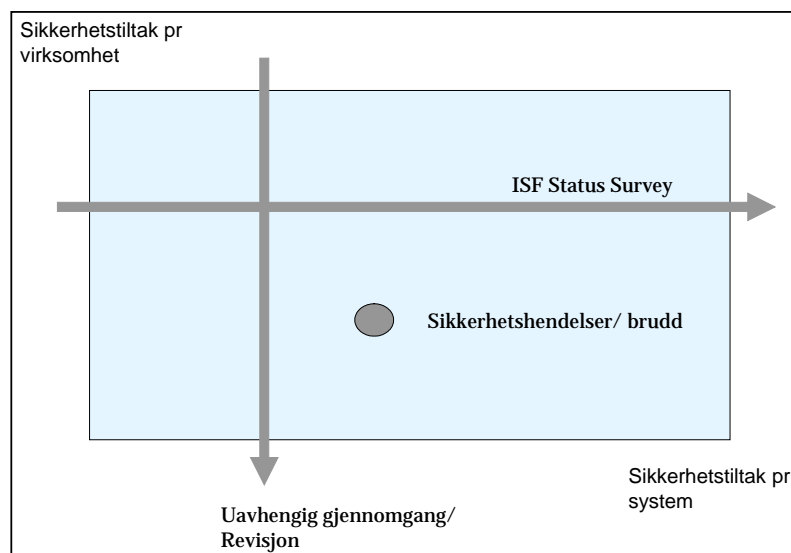 Sikkerhetstiltak pr
virksomhet
ISF Status Survey
Sikkerhetshendelser/ brudd
Sikkerhetstiltak pr
system
Uavhengig gjennomgang/
Revisjon